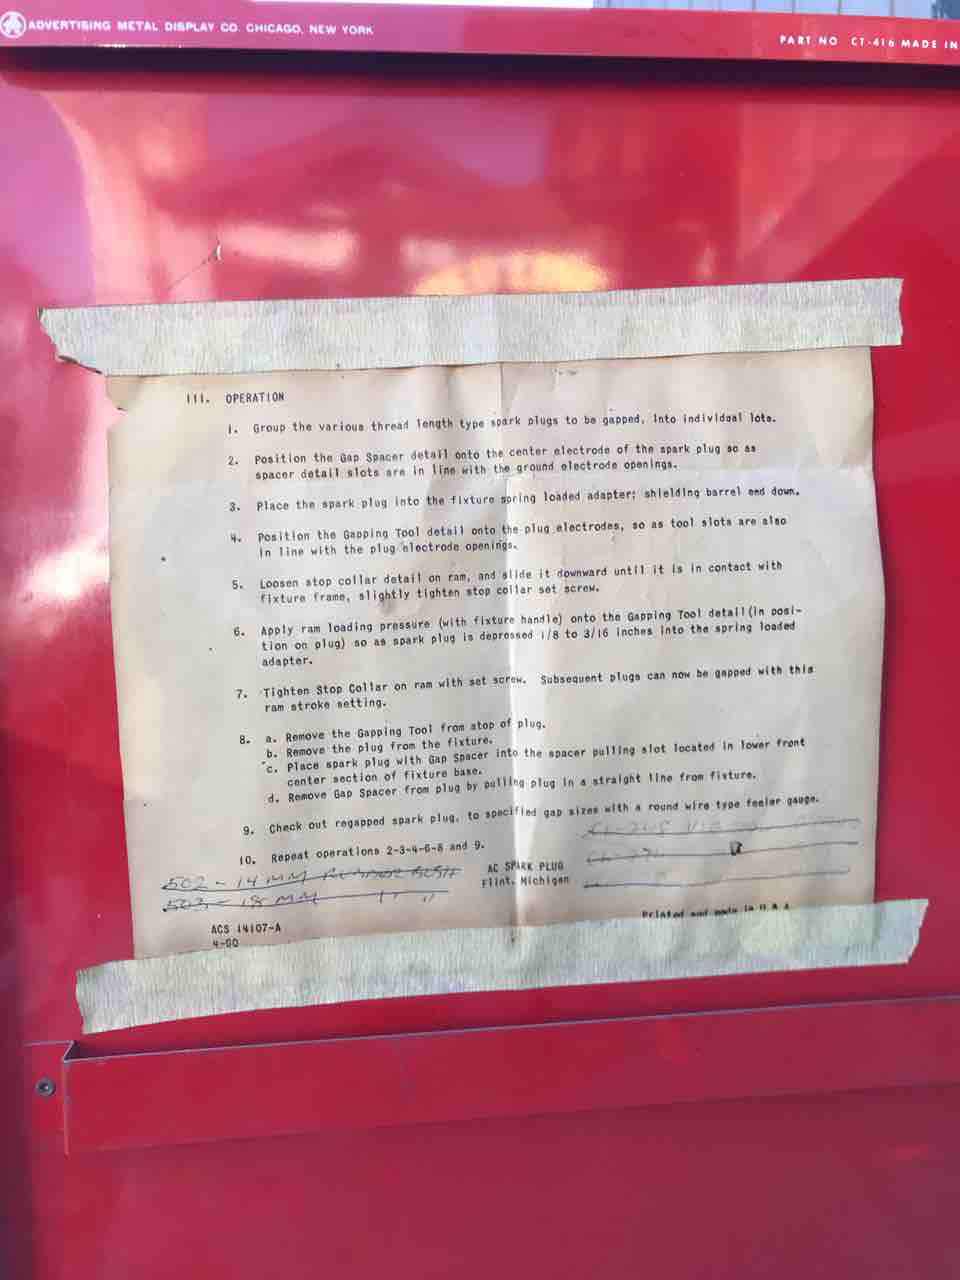 ADVERTISING METAL DISPLAY CO. CHICAGO, NEW YORK
PART NO CT-416 MADE IN
III. OPERATION
1. Group the various thread length type spark plugs to be gapped, into individual lots.
2. Position the Gap Spacer detail onto the center electrode of the spark plug so as
spacer detail slots are in line with the ground electrode openings.
3. Place the spark plug into the fixture spring loaded adapter; shielding barrel end down.
4. Position the Gapping Tool detail onto the plug electrodes, so as tool slots are also
in line with the plug electrode openings.
5. Loosen stop collar detail on ram, and slide it downward until it is in contact with
fixture frame, slightly tighten stop collar set screw.
6. Apply ram loading pressure (with fixture handle) onto the Gapping Tool detail (in posi-
tion on plug) so as spark plug is depressed 1/8 to 3/16 inches into the spring loaded
adapter.
7. Tighten Stop Collar on ram with set screw. Subsequent plugs can now be gapped with this
ram stroke setting.
8. a. Remove the Gapping Tool from atop of plug.
b. Remove the plug from the fixture.
c. Place spark plug with Gap Spacer into the spacer pulling slot located in lower front
center section of fixture base.
d. Remove Gap Spacer from plug by pulling plug in a straight line from fixture.
9. Check out regapped spark plug, to specified gap sizes with a round wire type feeler gauge.
10. Repeat operations 2-3-4-6-8 and 9.
502 - 14 MM
503 - 18 MM " "
AC SPARK PLUG
Flint, Michigan
ACS 14107-A
Printed and made in U.S.A.